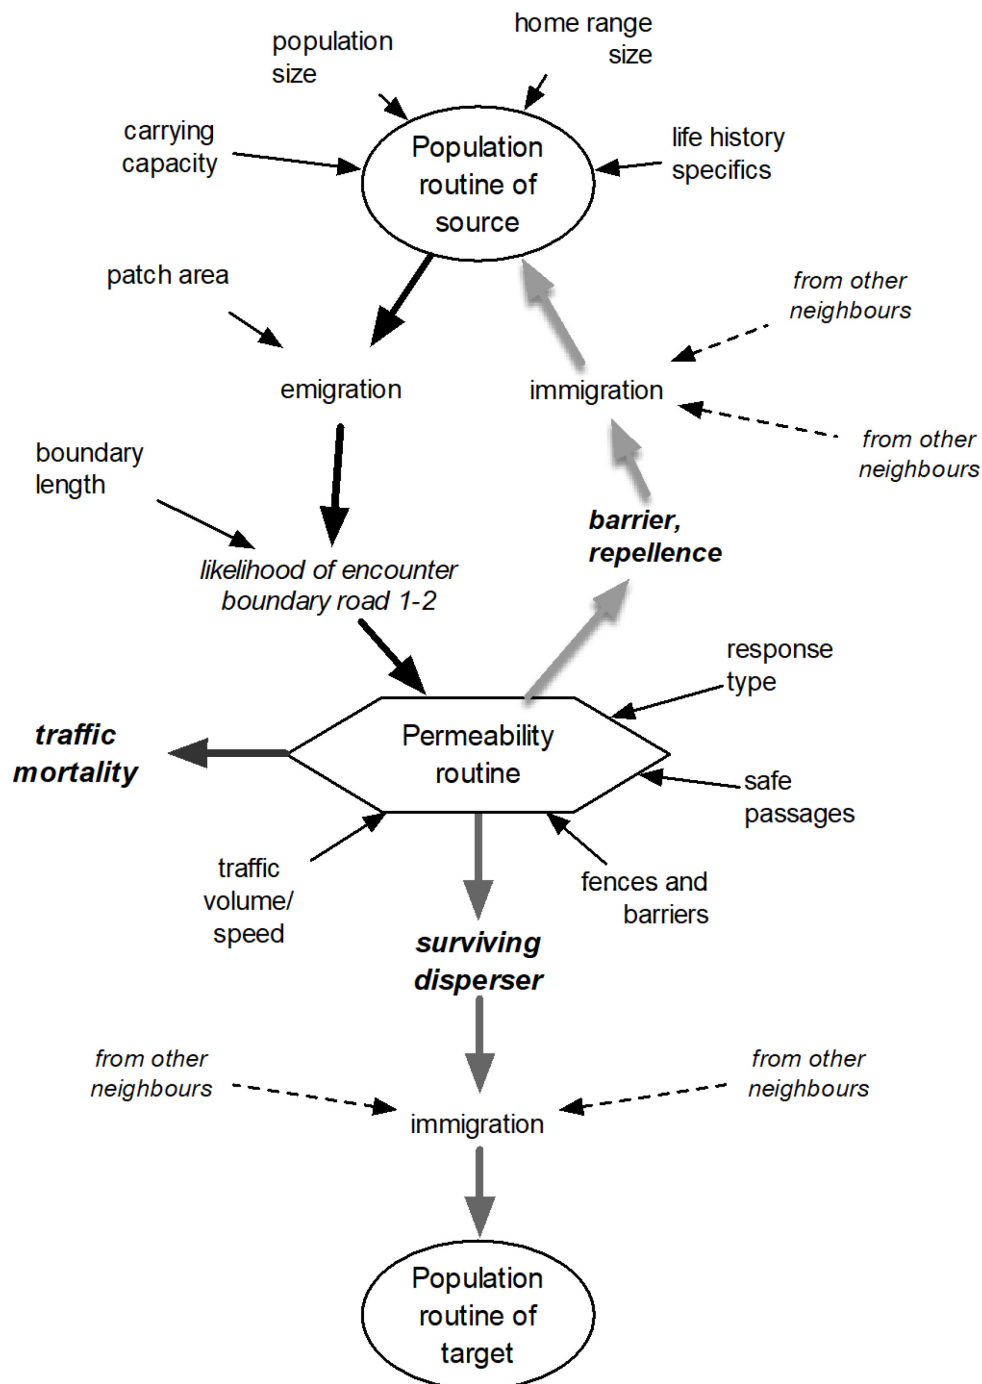 home range
size
population
size
carrying
capacity
Population
routine of
source
life history
specifics
patch area
from other
neighbours
emigration
immigration
from other
neighbours
boundary
length
barrier,
repellence
likelihood of encounter
boundary road 1-2
response
type
traffic
mortality
Permeability
routine
safe
passages
traffic
volume/
speed
fences and
barriers
surviving
disperser
from other
neighbours
from other
neighbours
immigration
Population
routine of
target